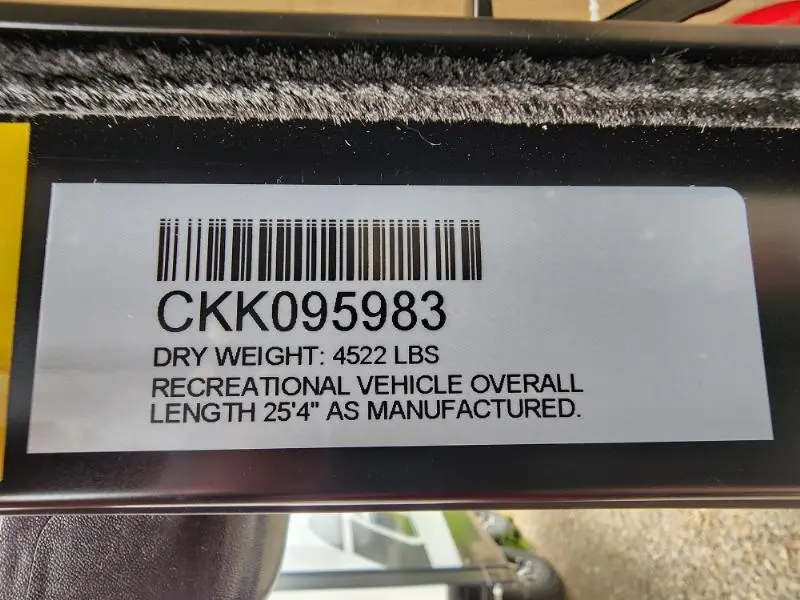 CKK095983
DRY WEIGHT: 4522 LBS
RECREATIONAL VEHICLE OVERALL
LENGTH 25'4" AS MANUFACTURED.